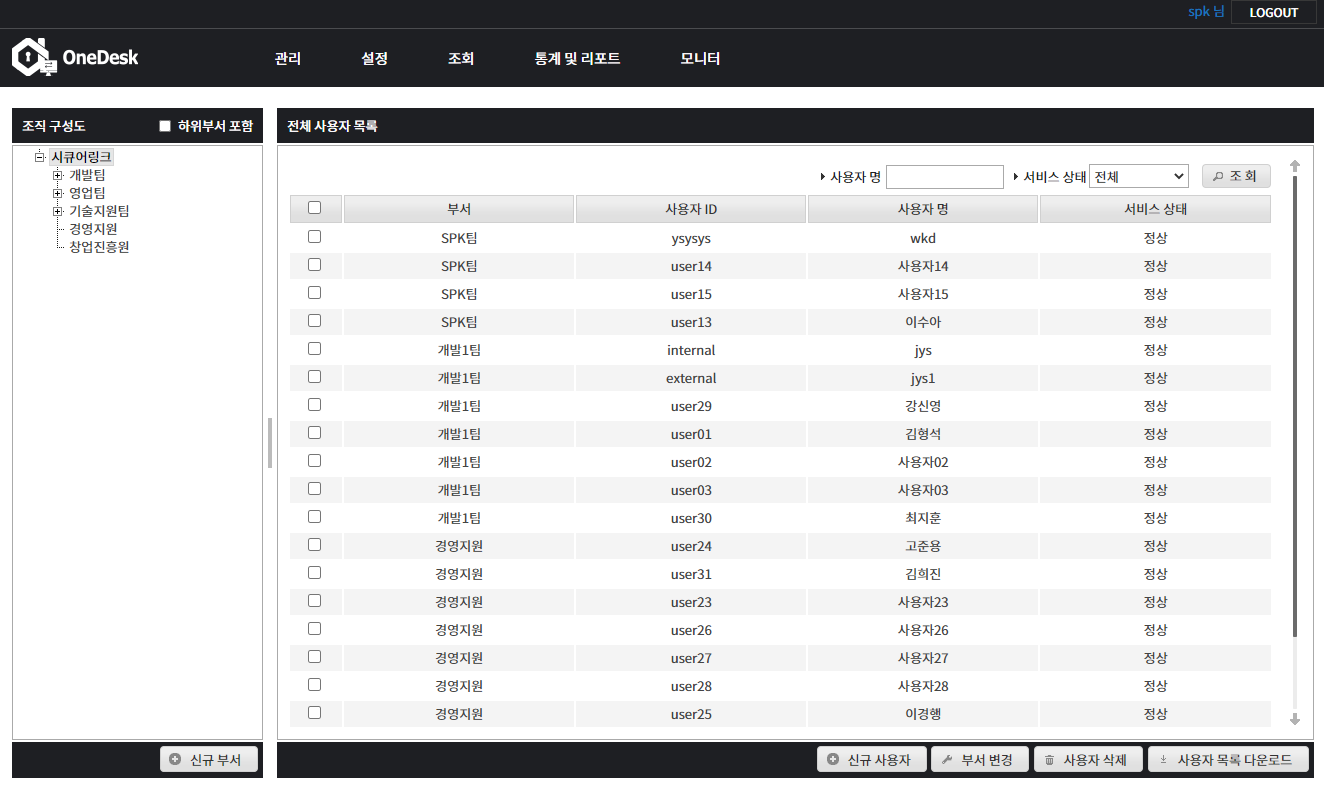 spk 님 LOGOUT
OneDesk 관리 설정 조회 통계 및 리포트 모니터
조직 구성도 하위부서 포함
시큐어링크
개발팀
영업팀
기술지원팀
경영지원
창업진흥원
신규 부서
전체 사용자 목록
사용자 명 서비스 상태 전체 조 회
부서 사용자 ID 사용자 명 서비스 상태
SPK팀 ysysys wkd 정상
SPK팀 user14 사용자14 정상
SPK팀 user15 사용자15 정상
SPK팀 user13 이수아 정상
개발1팀 internal jys 정상
개발1팀 external jys1 정상
개발1팀 user29 강신영 정상
개발1팀 user01 김형석 정상
개발1팀 user02 사용자02 정상
개발1팀 user03 사용자03 정상
개발1팀 user30 최지훈 정상
경영지원 user24 고준용 정상
경영지원 user31 김희진 정상
경영지원 user23 사용자23 정상
경영지원 user26 사용자26 정상
경영지원 user27 사용자27 정상
경영지원 user28 사용자28 정상
경영지원 user25 이경행 정상
신규 사용자 부서 변경 사용자 삭제 사용자 목록 다운로드